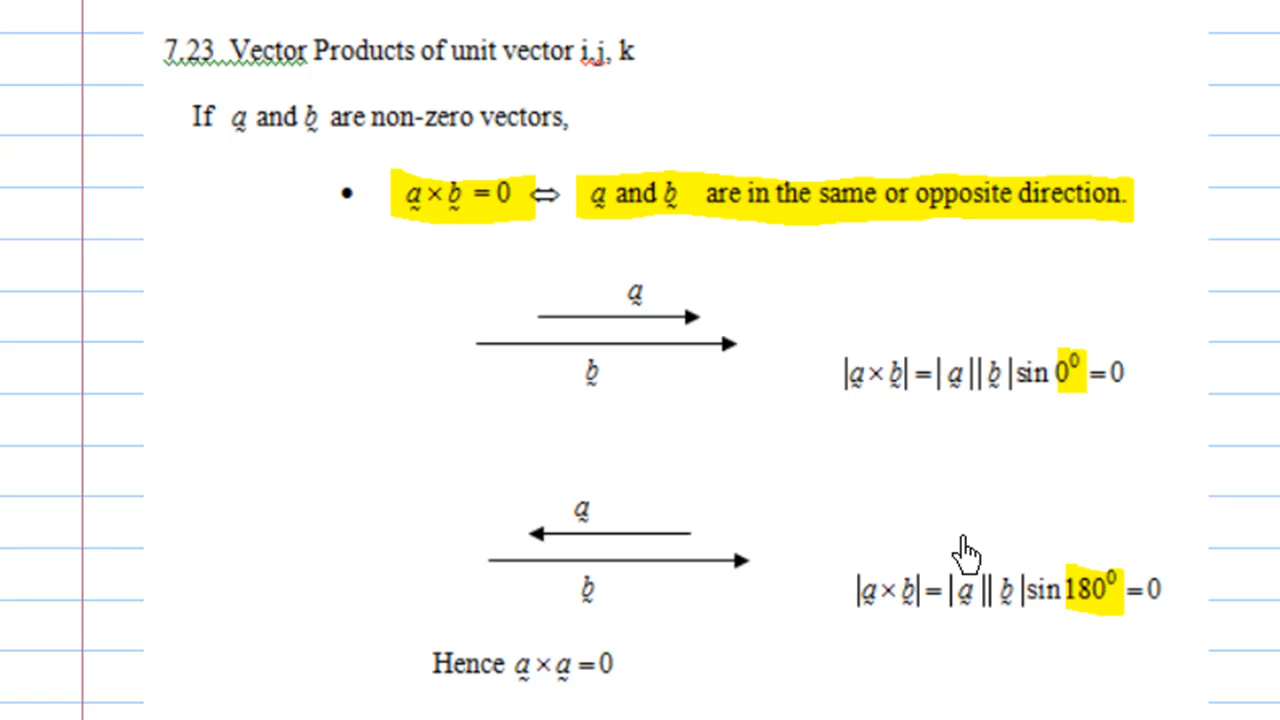 7.23 Vector Products of unit vector i,j, k
If a̰ and b̰ are non-zero vectors,
• a̰ × b̰ = 0 ⇔ a̰ and b̰ are in the same or opposite direction.
a̰
b̰
|a̰ × b̰| = | a̰ || b̰ | sin 0⁰ = 0
a̰
b̰
|a̰ × b̰| = | a̰ || b̰ | sin 180⁰ = 0
Hence a̰ × a̰ = 0